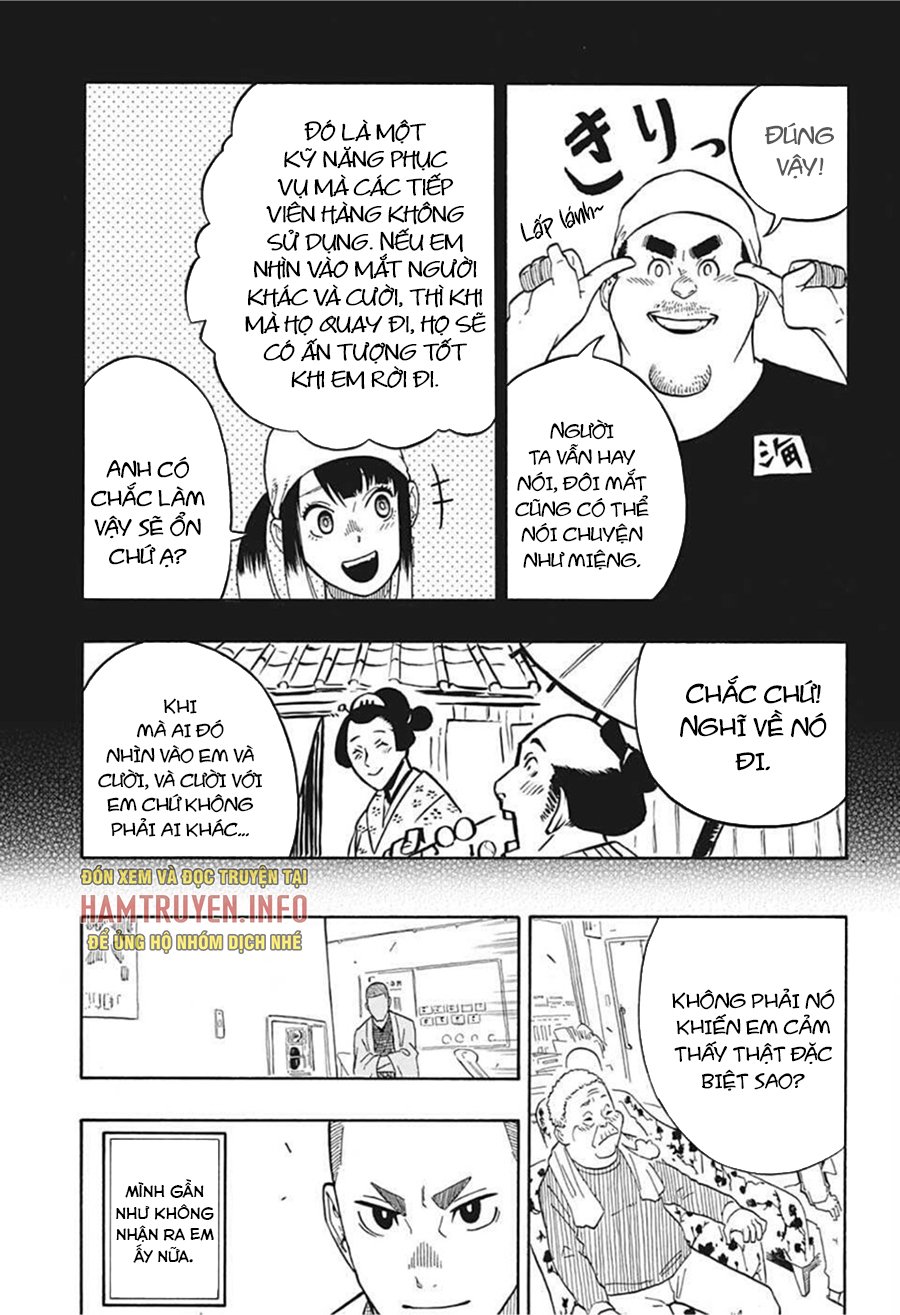 ĐÚNG
VẬY!
きりっ
Lấp lánh~
NGƯỜI
TA VẪN HAY
NÓI, ĐÔI MẮT
CŨNG CÓ THỂ
NÓI CHUYỆN
NHƯ MIỆNG.
海
ĐÓ LÀ MỘT
KỸ NĂNG PHỤC
VỤ MÀ CÁC TIẾP
VIÊN HÀNG KHÔNG
SỬ DỤNG. NẾU EM
NHÌN VÀO MẮT NGƯỜI
KHÁC VÀ CƯỜI, THÌ KHI
MÀ HỌ QUAY ĐI, HỌ SẼ
CÓ ẤN TƯỢNG TỐT
KHI EM RỜI ĐI.
ANH CÓ
CHẮC LÀM
VẬY SẼ ỔN
CHỨ Ạ?
CHẮC CHỨ!
NGHĨ VỀ NÓ
ĐI.
KHI
MÀ AI ĐÓ
NHÌN VÀO EM VÀ
CƯỜI, VÀ CƯỜI VỚI
EM CHỨ KHÔNG
PHẢI AI KHÁC...
ĐÓN XEM VÀ ĐỌC TRUYỆN TẠI
HAMTRUYEN.INFO
ĐỂ ỦNG HỘ NHÓM DỊCH NHÉ
KHÔNG PHẢI NÓ
KHIẾN EM CẢM
THẤY THẬT ĐẶC
BIỆT SAO?
MÌNH GẦN
NHƯ KHÔNG
NHẬN RA EM
ẤY NỮA.